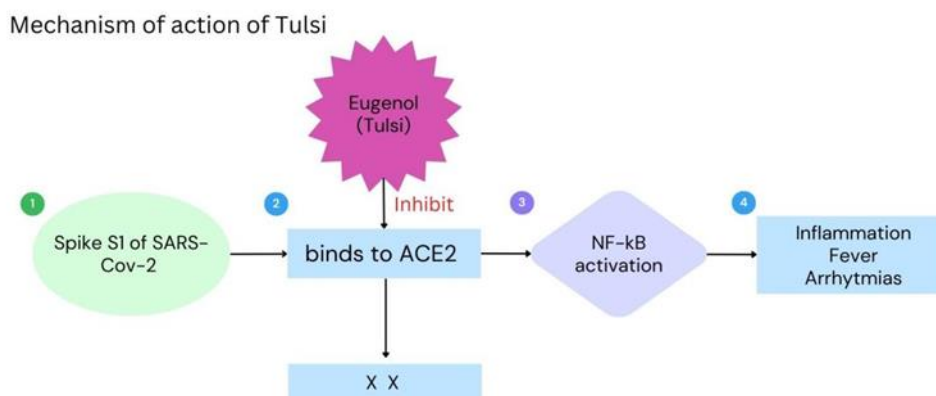 Mechanism of action of Tulsi
Eugenol
(Tulsi)
Inhibit
1
Spike S1 of SARS-
Cov-2
2
binds to ACE2
3
NF-kB
activation
4
Inflammation
Fever
Arrhytmias
X X